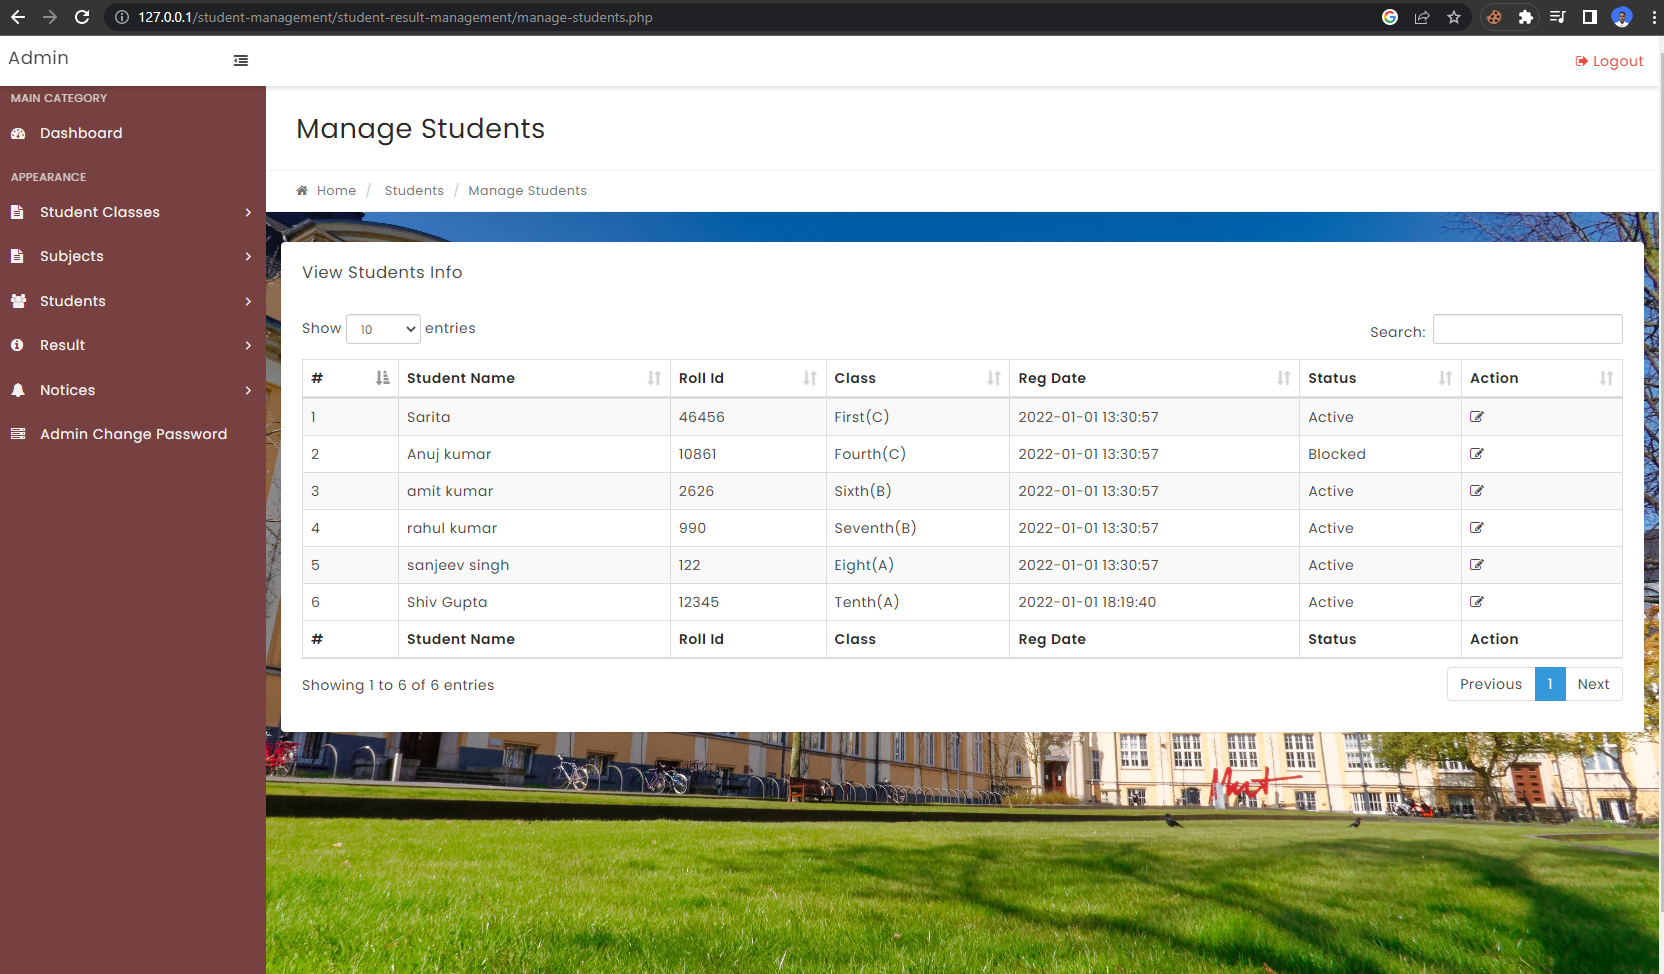 127.0.0.1/student-management/student-result-management/manage-students.php
Admin
Logout
MAIN CATEGORY
Dashboard
APPEARANCE
Student Classes
Subjects
Students
Result
Notices
Admin Change Password
Manage Students
Home / Students / Manage Students
View Students Info
Show 10 entries
Search:
# Student Name Roll Id Class Reg Date Status Action
1 Sarita 46456 First(C) 2022-01-01 13:30:57 Active
2 Anuj kumar 10861 Fourth(C) 2022-01-01 13:30:57 Blocked
3 amit kumar 2626 Sixth(B) 2022-01-01 13:30:57 Active
4 rahul kumar 990 Seventh(B) 2022-01-01 13:30:57 Active
5 sanjeev singh 122 Eight(A) 2022-01-01 13:30:57 Active
6 Shiv Gupta 12345 Tenth(A) 2022-01-01 18:19:40 Active
# Student Name Roll Id Class Reg Date Status Action
Showing 1 to 6 of 6 entries
Previous 1 Next